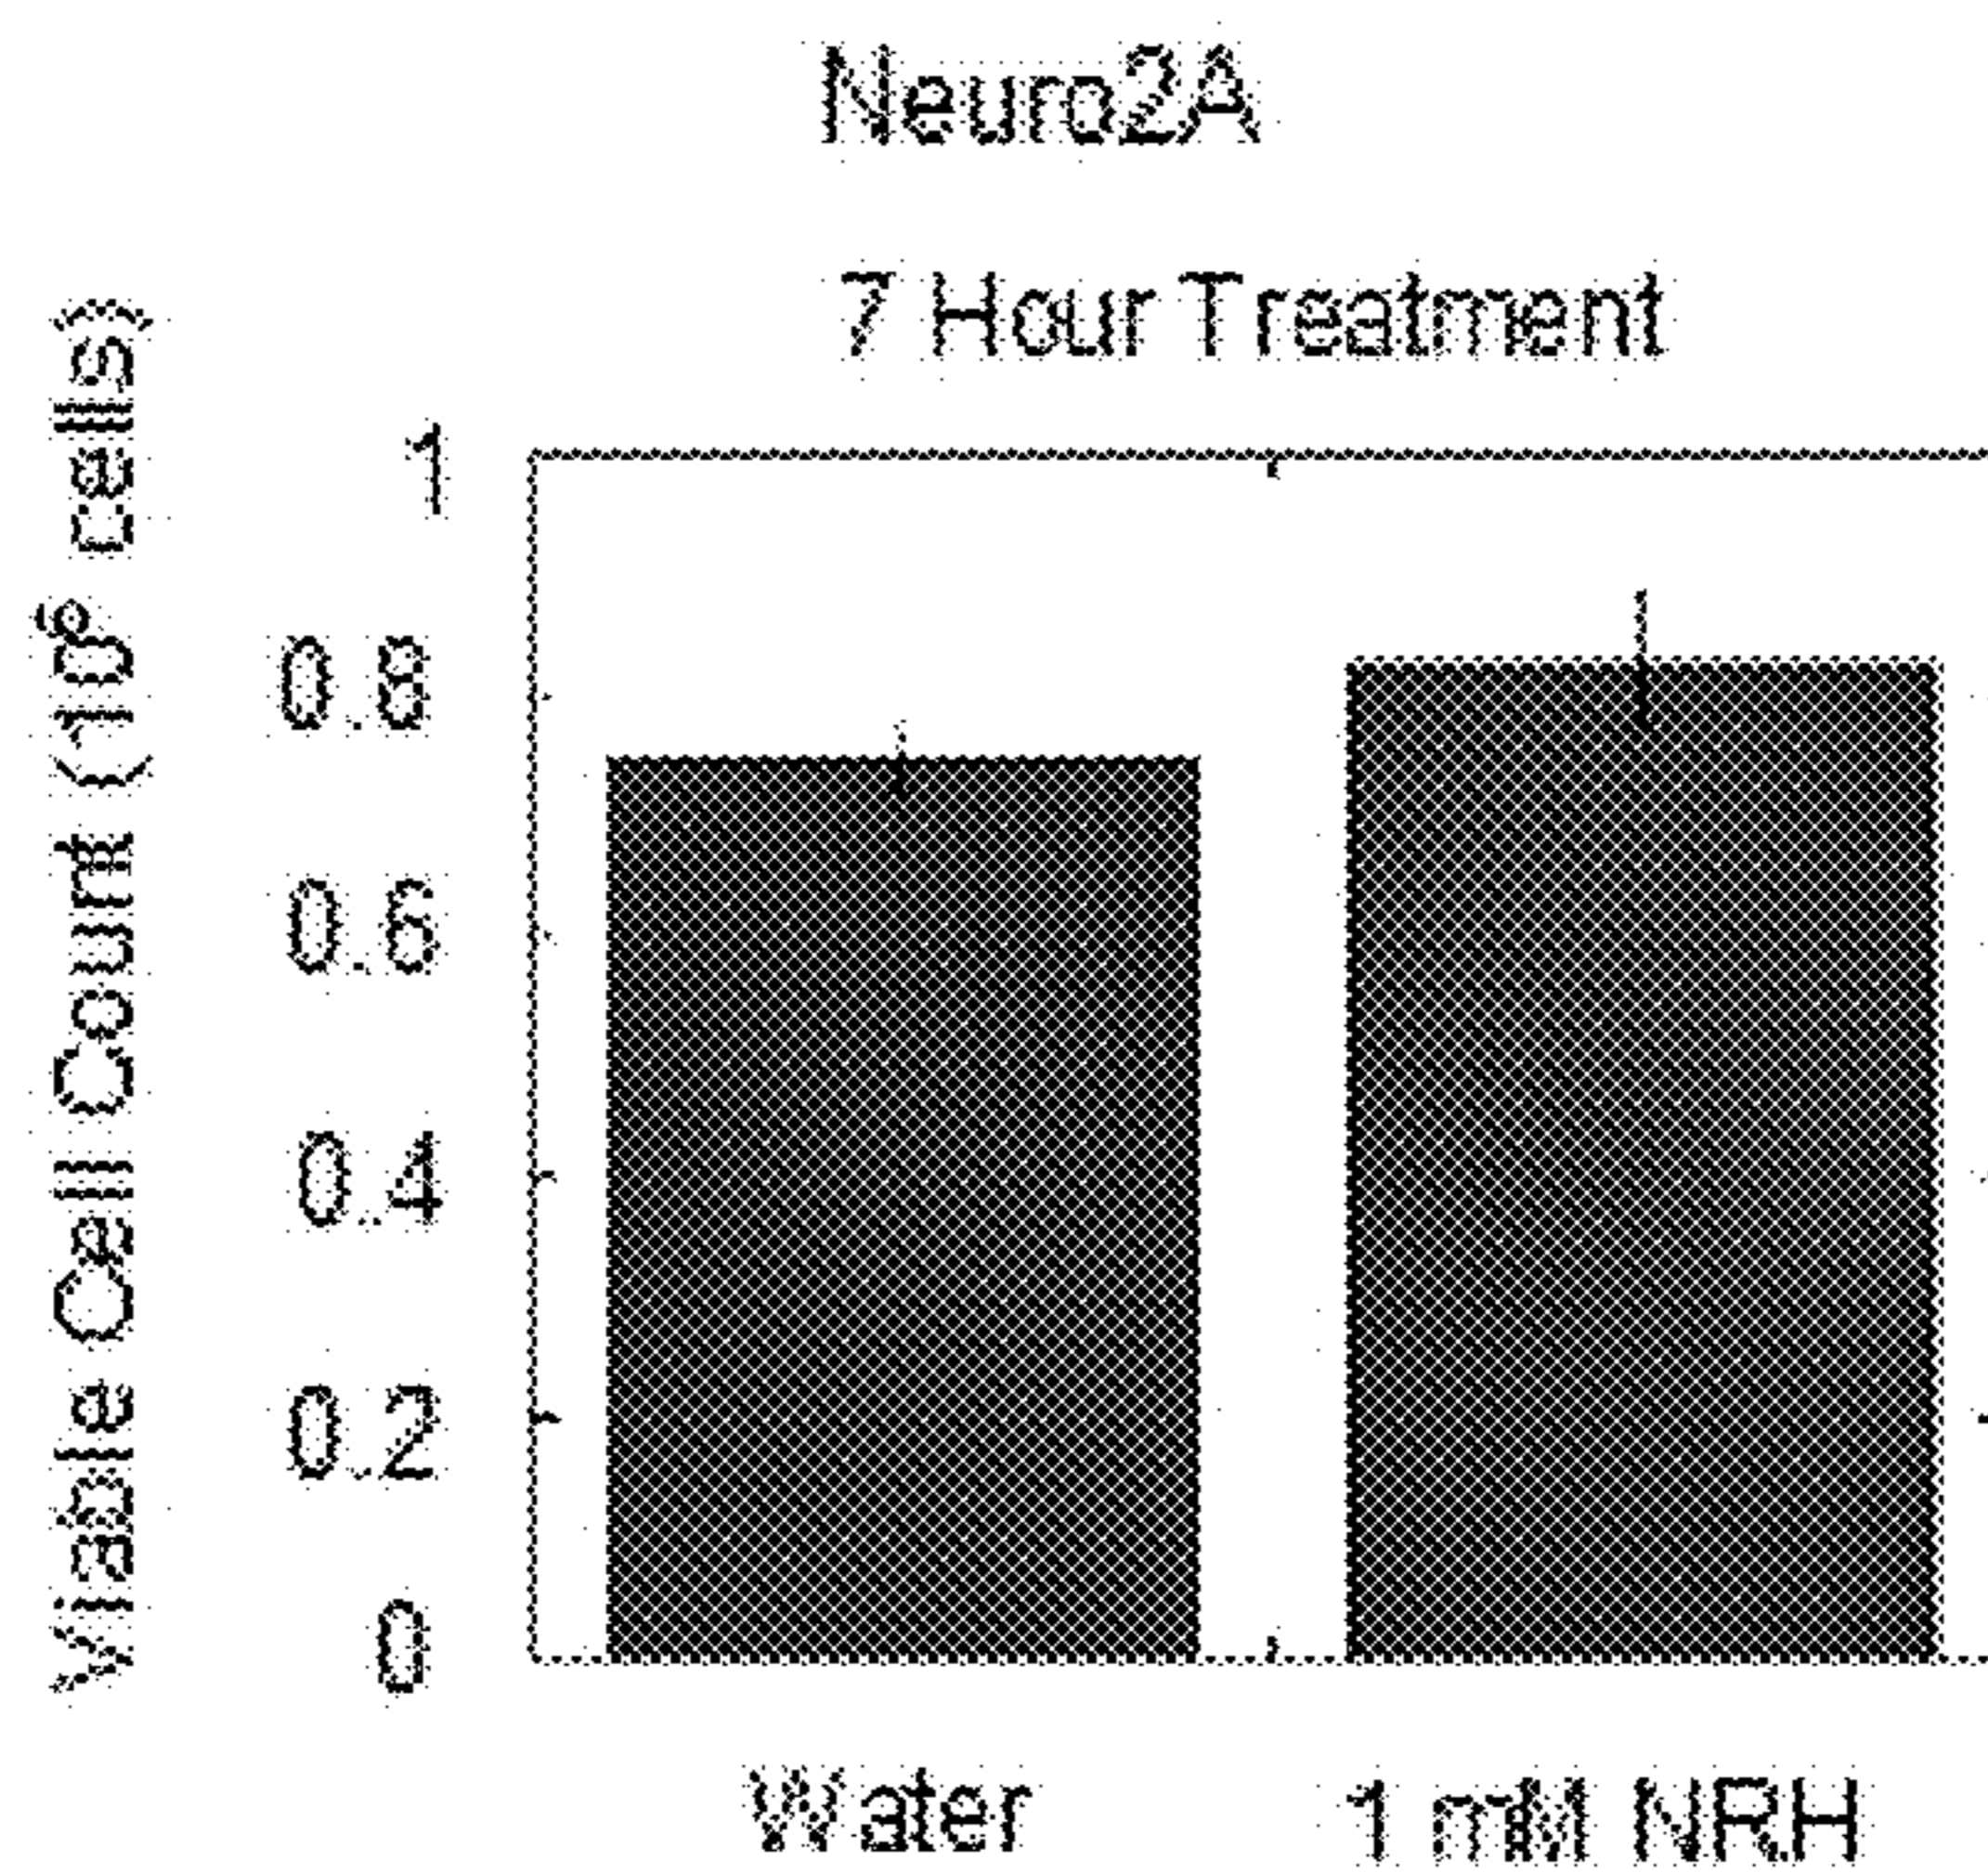 Neuro2A
7 Hour Treatment
Viable Cell Count (10⁶ cells)
1
0.8
0.6
0.4
0.2
0
Water
1 mM NRH